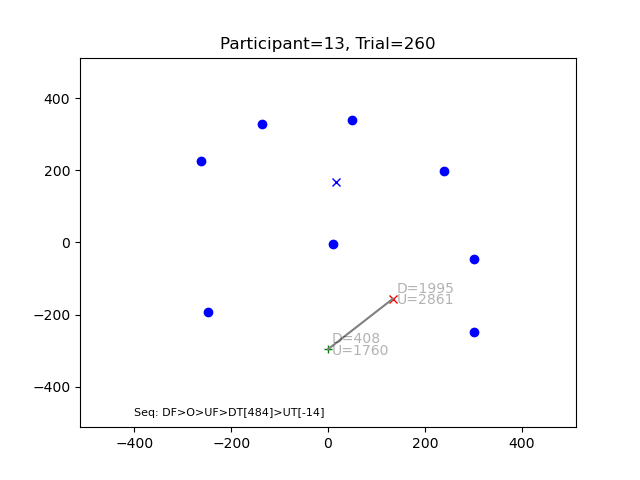 Participant=13, Trial=260
400
200
0
−200
−400
D=1995
U=2861
D=408
U=1760
Seq: DF>O>UF>DT[484]>UT[-14]
−400
−200
0
200
400